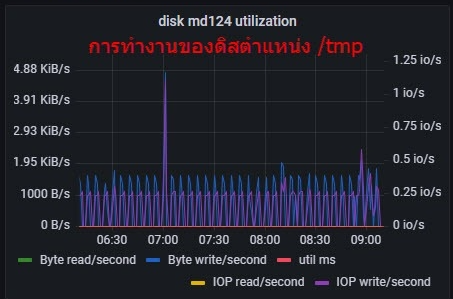 disk md124 utilization
การทำงานของดิสตำแหน่ง /tmp
4.88 KiB/s
3.91 KiB/s
2.93 KiB/s
1.95 KiB/s
1000 B/s
0 B/s
1.25 io/s
1 io/s
0.75 io/s
0.5 io/s
0.25 io/s
0 io/s
06:30 07:00 07:30 08:00 08:30 09:00
Byte read/second Byte write/second util ms
IOP read/second IOP write/second